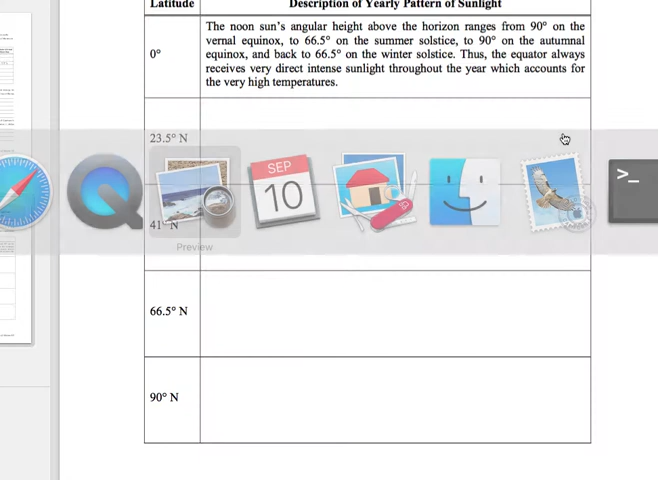 Latitude Description of Yearly Pattern of Sunlight
0° The noon sun's angular height above the horizon ranges from 90° on the
vernal equinox, to 66.5° on the summer solstice, to 90° on the autumnal
equinox, and back to 66.5° on the winter solstice. Thus, the equator always
receives very direct intense sunlight throughout the year which accounts for
the very high temperatures.
23.5° N
SEP
10
>_
41° N
Preview
66.5° N
90° N